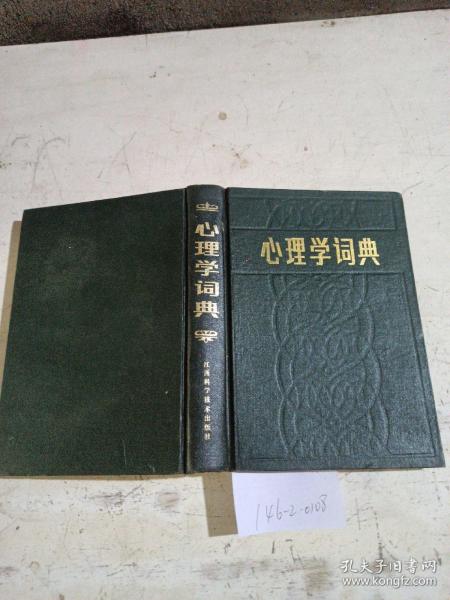 心理学词典
江西科学技术出版社
心理学词典
146-2-0108
孔夫子旧书网
www.kongfz.com